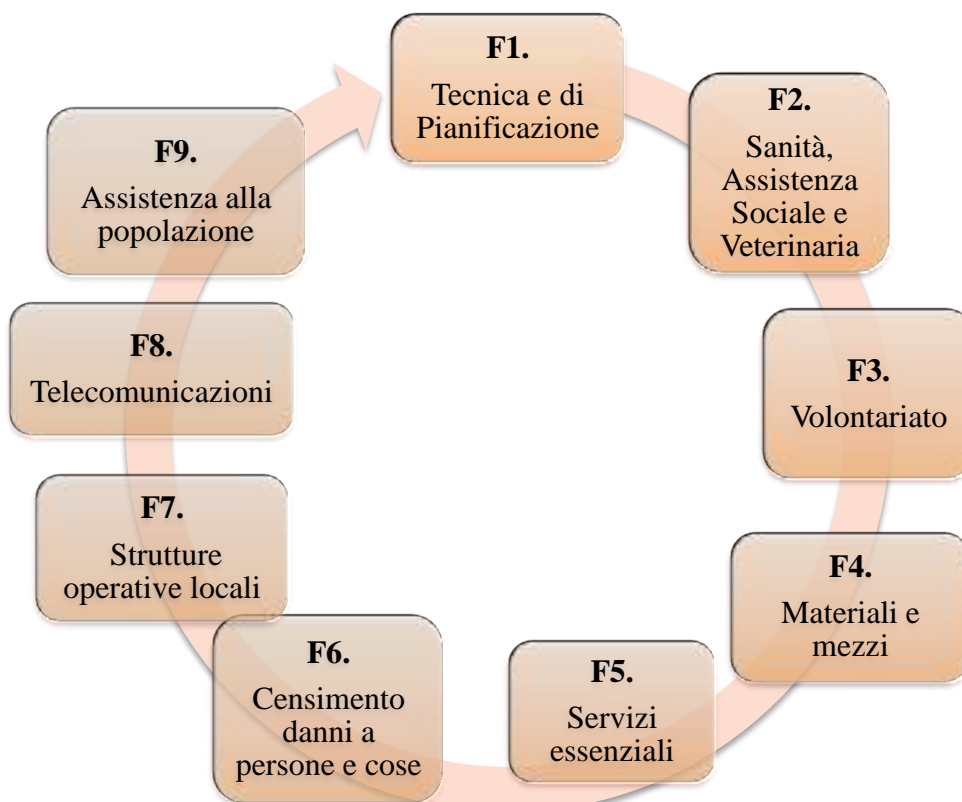 F1.
Tecnica e di
Pianificazione
F2.
Sanità,
Assistenza
Sociale e
Veterinaria
F3.
Volontariato
F4.
Materiali e
mezzi
F5.
Servizi
essenziali
F6.
Censimento
danni a
persone e cose
F7.
Strutture
operative locali
F8.
Telecomunicazioni
F9.
Assistenza alla
popolazione